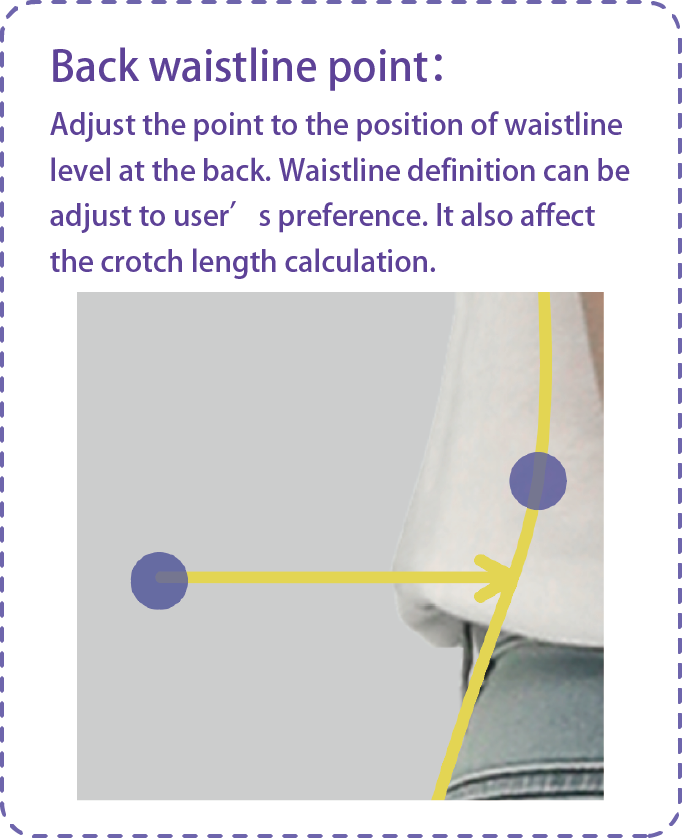 Back waistline point：
Adjust the point to the position of waistline
level at the back. Waistline definition can be
adjust to user′ s preference. It also affect
the crotch length calculation.